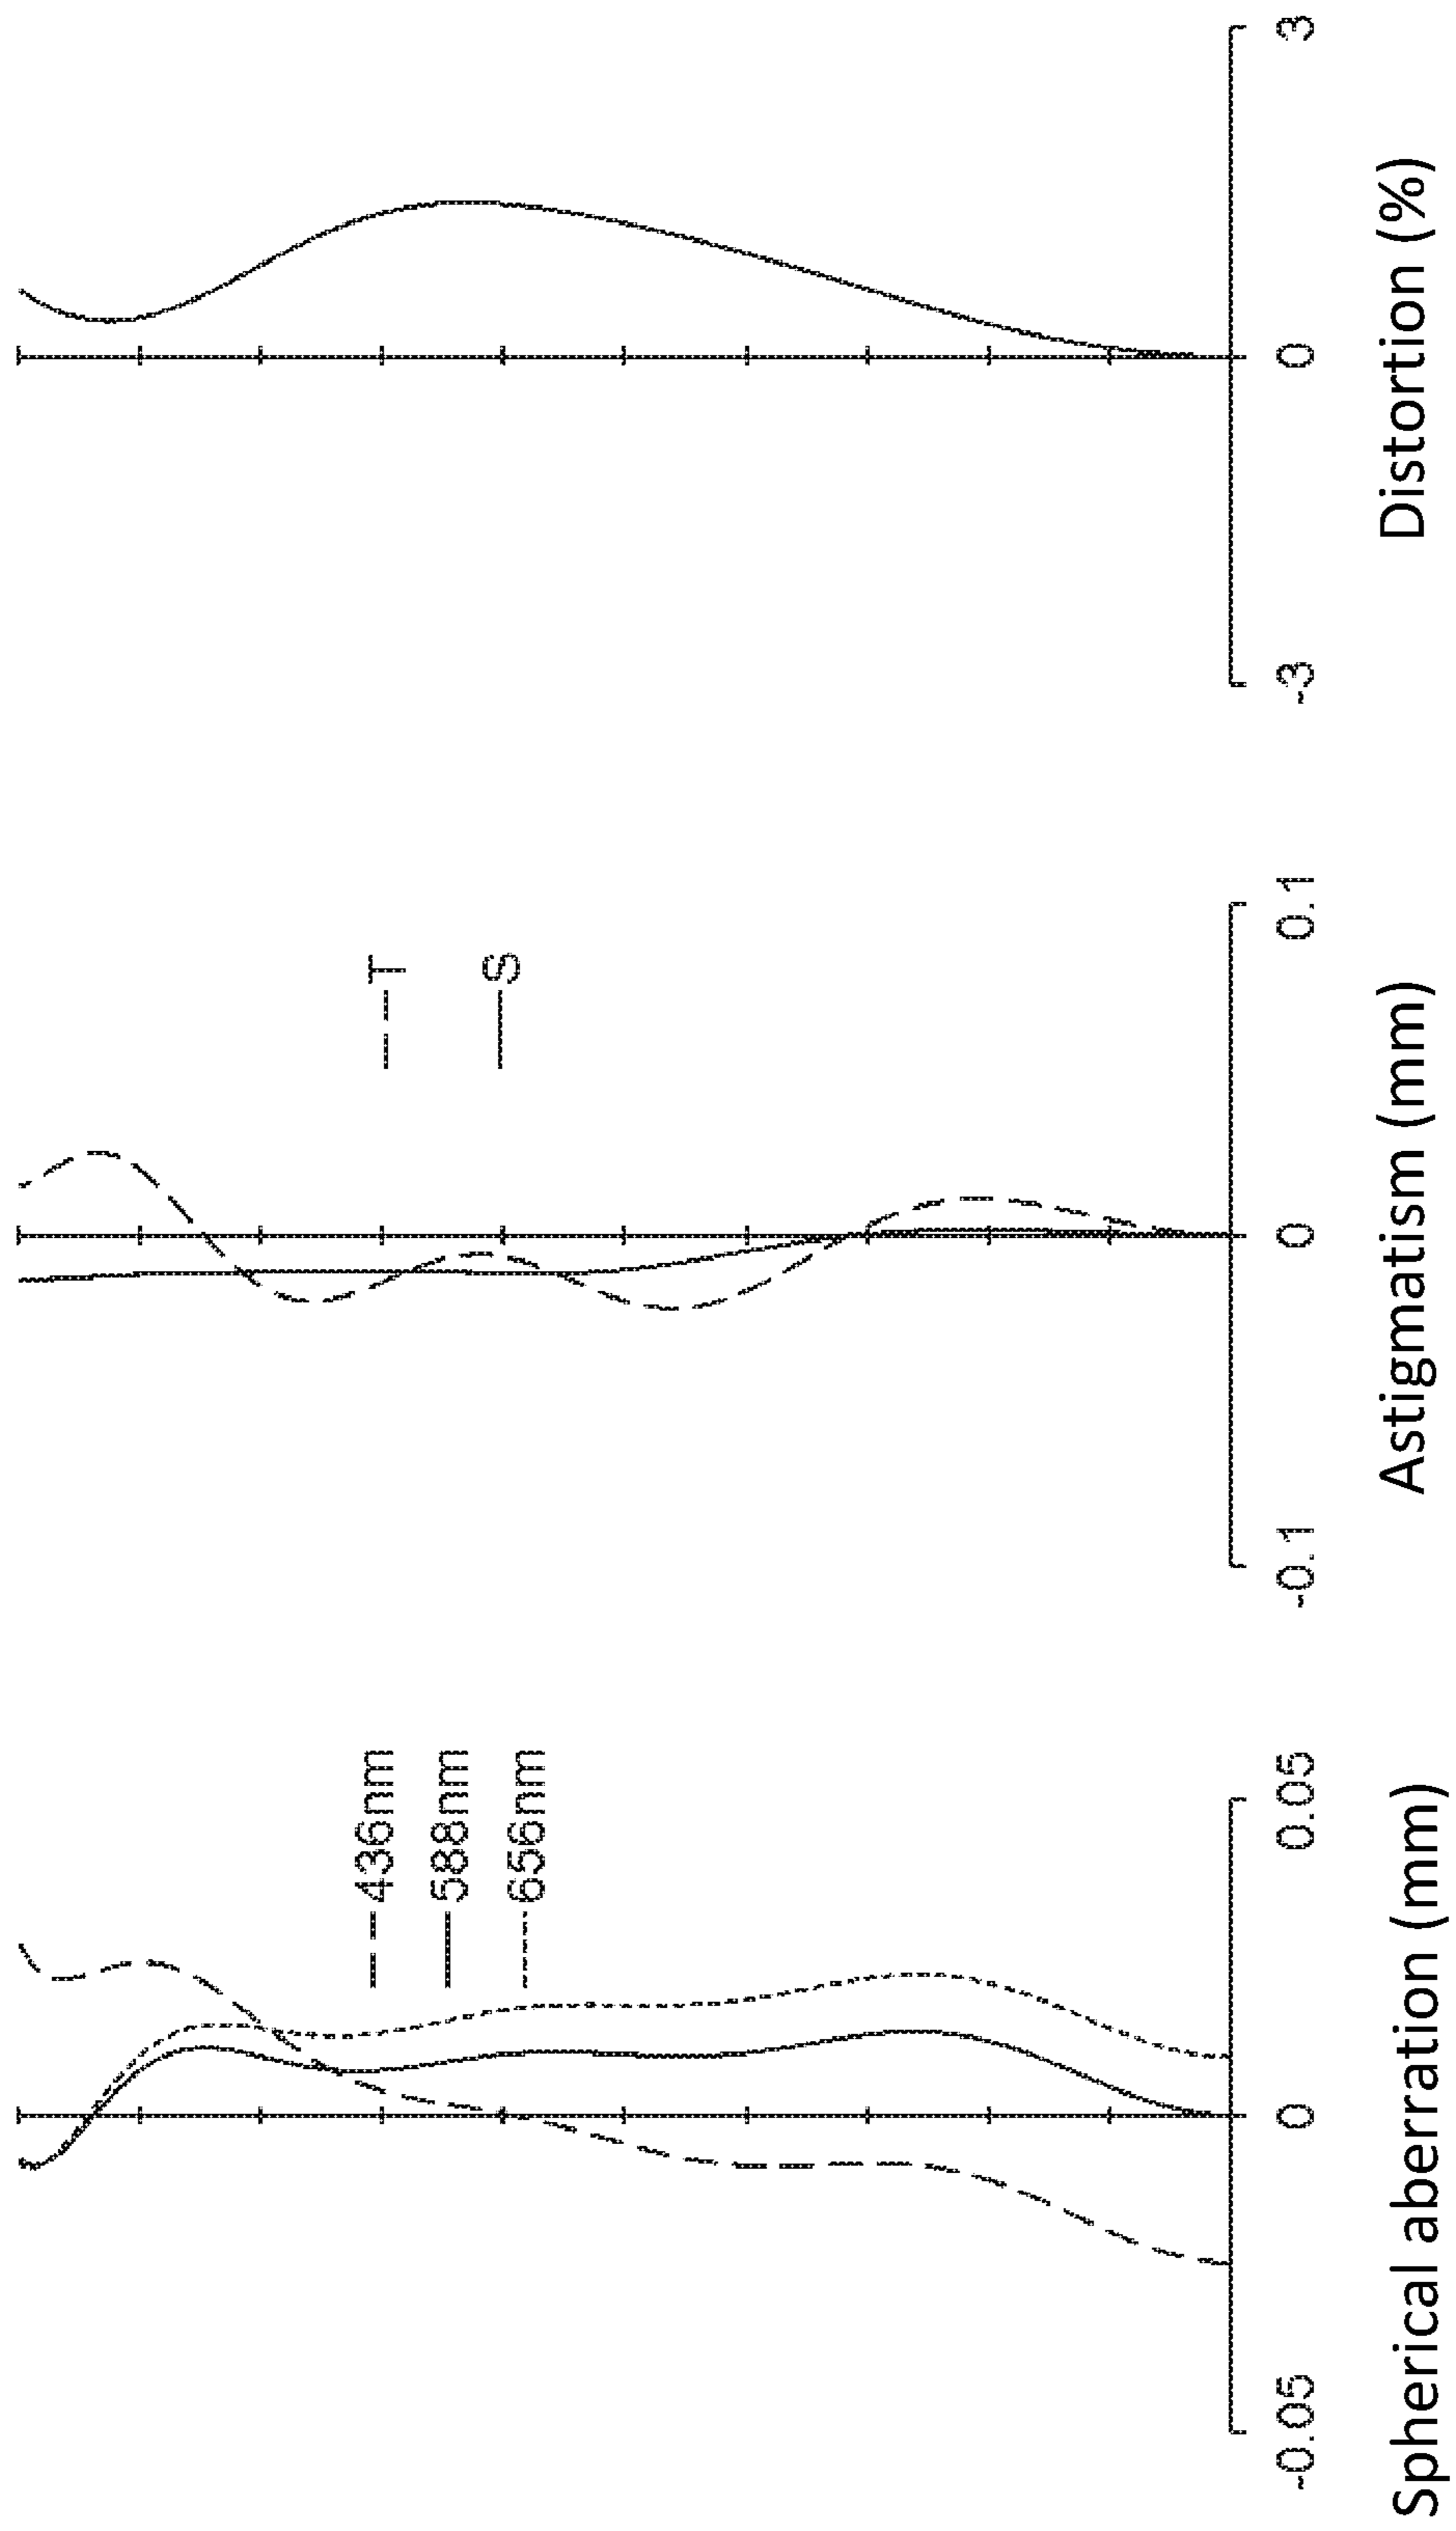 436nm
588nm
656nm
-0.05
0
0.05
Spherical aberration (mm)
T
S
-0.1
0
0.1
Astigmatism (mm)
-3
0
3
Distortion (%)